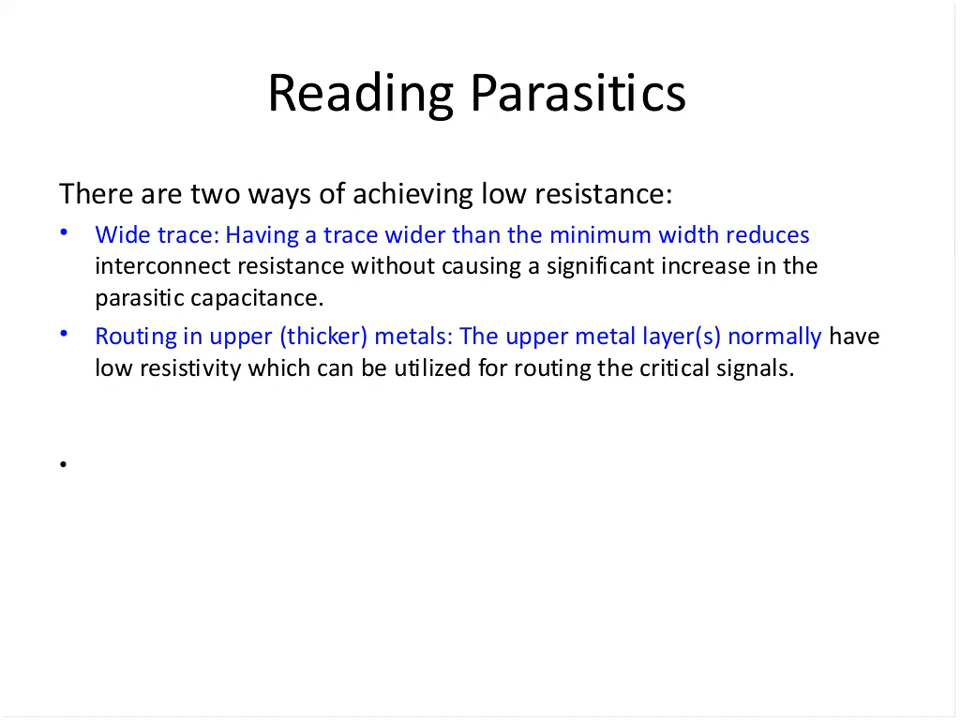 Reading Parasitics
There are two ways of achieving low resistance:
• Wide trace: Having a trace wider than the minimum width reduces
interconnect resistance without causing a significant increase in the
parasitic capacitance.
• Routing in upper (thicker) metals: The upper metal layer(s) normally have
low resistivity which can be utilized for routing the critical signals.
•